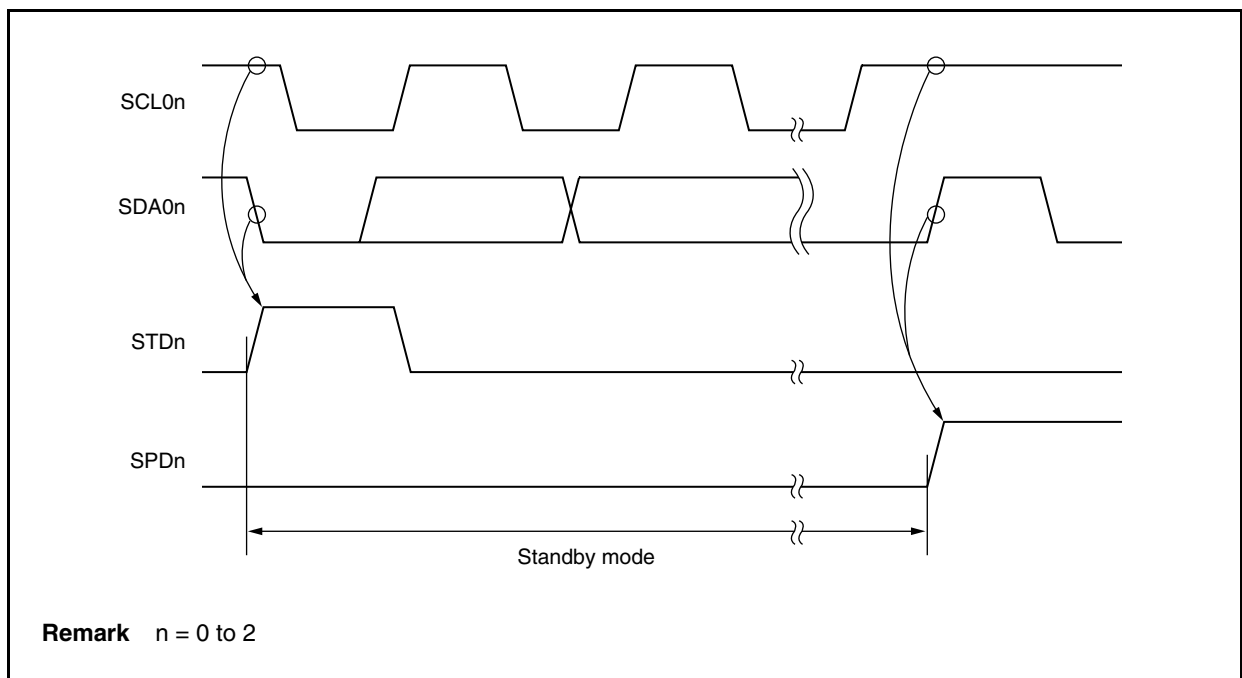 SCL0n
SDA0n
STDn
SPDn
Standby mode
Remark n = 0 to 2